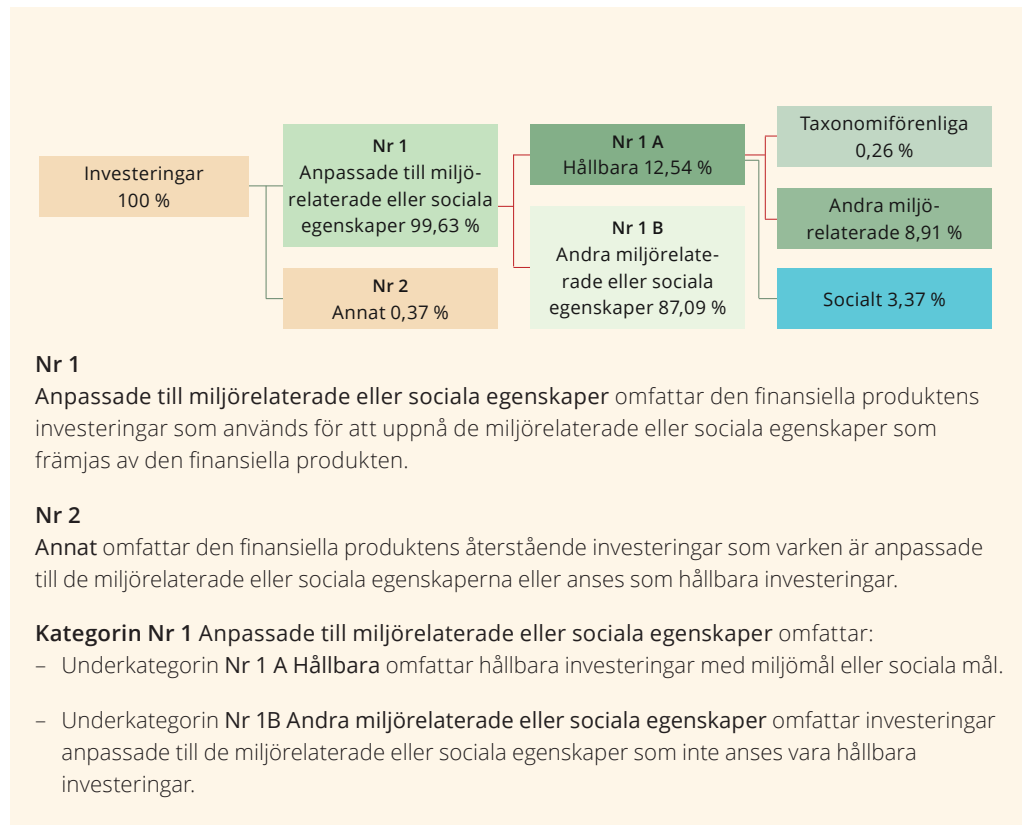 Investeringar
100 %
Nr 1
Anpassade till miljö-
relaterade eller sociala
egenskaper 99,63 %
Nr 2
Annat 0,37 %
Nr 1 A
Hållbara 12,54 %
Nr 1 B
Andra miljörelate-
rade eller sociala
egenskaper 87,09 %
Taxonomiförenliga
0,26 %
Andra miljö-
relaterade 8,91 %
Socialt 3,37 %
Nr 1
Anpassade till miljörelaterade eller sociala egenskaper omfattar den finansiella produktens
investeringar som används för att uppnå de miljörelaterade eller sociala egenskaper som
främjas av den finansiella produkten.
Nr 2
Annat omfattar den finansiella produktens återstående investeringar som varken är anpassade
till de miljörelaterade eller sociala egenskaperna eller anses som hållbara investeringar.
Kategorin Nr 1 Anpassade till miljörelaterade eller sociala egenskaper omfattar:
– Underkategorin Nr 1 A Hållbara omfattar hållbara investeringar med miljömål eller sociala mål.
– Underkategorin Nr 1B Andra miljörelaterade eller sociala egenskaper omfattar investeringar
anpassade till de miljörelaterade eller sociala egenskaper som inte anses vara hållbara
investeringar.